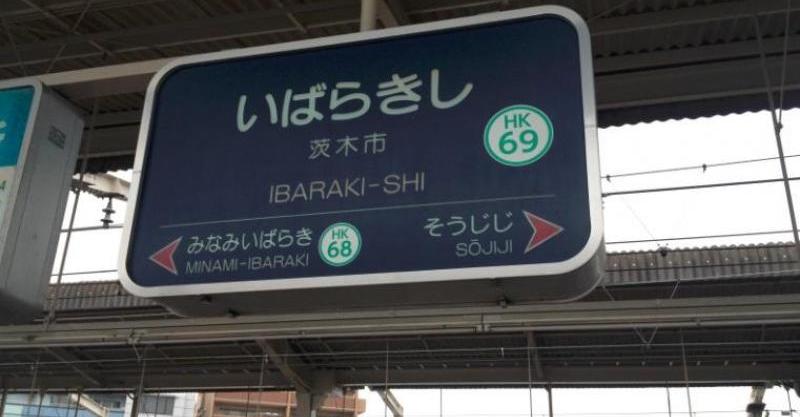 いばらきし
HK
69
茨木市
IBARAKI-SHI
みなみいばらき
MINAMI-IBARAKI
HK
68
そうじじ
SŌJIJI